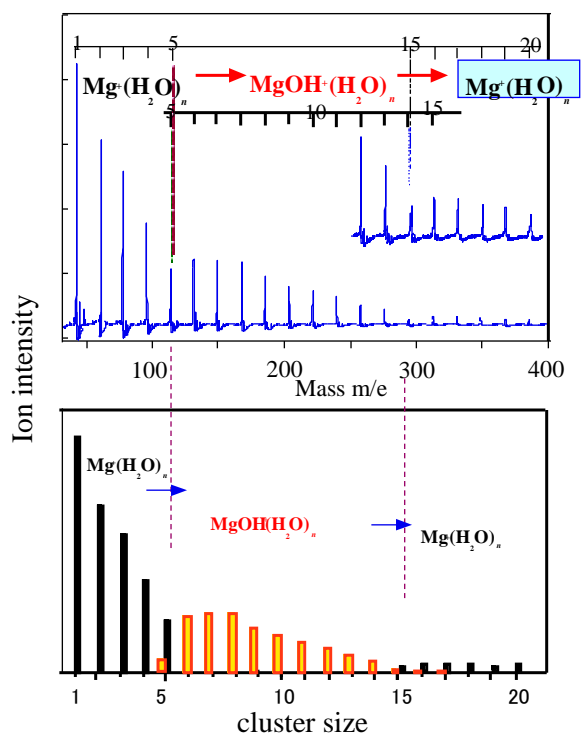 1 5 15 20
Mg⁺(H₂O)ₙ MgOH⁺(H₂O)ₙ Mg⁺(H₂O)ₙ
5 10 15
100 200 300 400
Mass m/e
Ion intensity
Mg(H₂O)ₙ
MgOH(H₂O)ₙ
Mg(H₂O)ₙ
1 5 10 15 20
cluster size